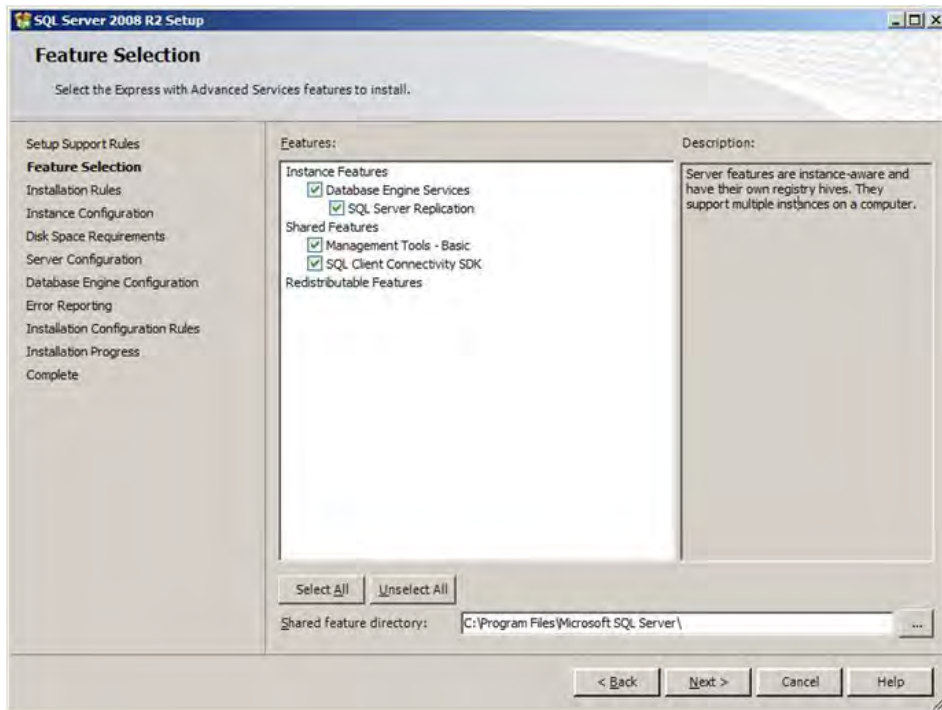 SQL Server 2008 R2 Setup
Feature Selection
Select the Express with Advanced Services features to install.
Setup Support Rules
Feature Selection
Installation Rules
Instance Configuration
Disk Space Requirements
Server Configuration
Database Engine Configuration
Error Reporting
Installation Configuration Rules
Installation Progress
Complete
Features:
Instance Features
Database Engine Services
SQL Server Replication
Shared Features
Management Tools - Basic
SQL Client Connectivity SDK
Redistributable Features
Description:
Server features are instance-aware and
have their own registry hives. They
support multiple instances on a computer.
Select All
Unselect All
Shared feature directory:
C:\Program Files\Microsoft SQL Server\
...
< Back
Next >
Cancel
Help